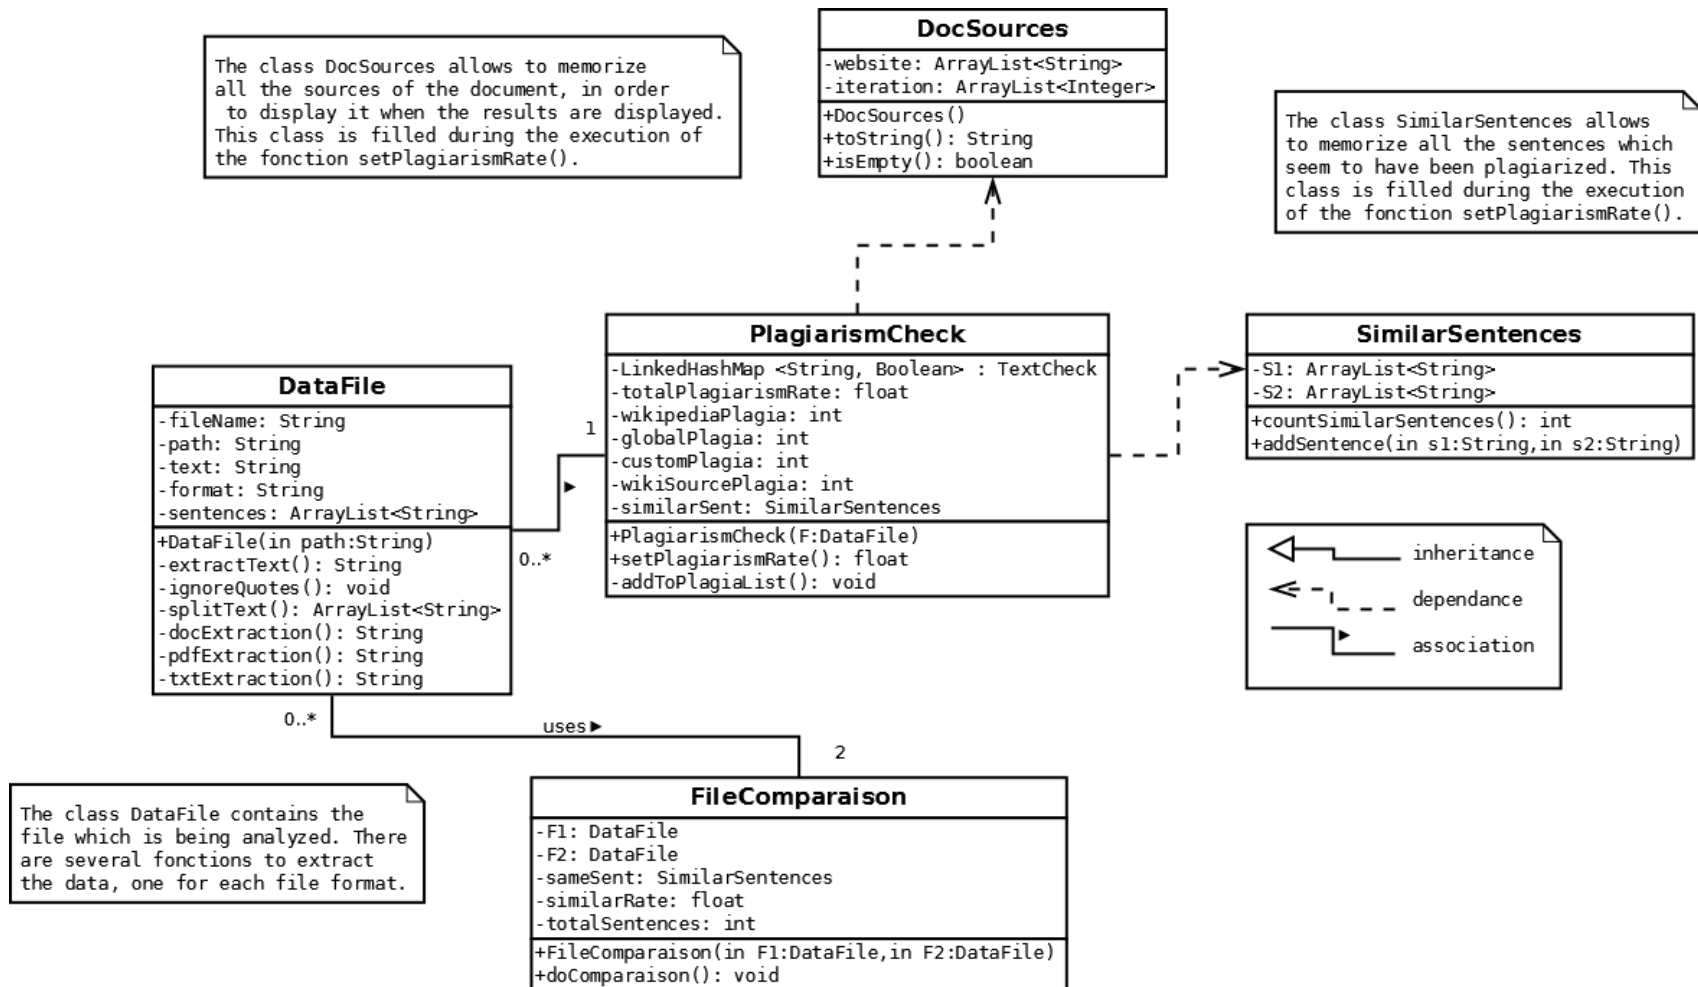 DocSources
-website: ArrayList<String>
-iteration: ArrayList<Integer>
+DocSources()
+toString(): String
+isEmpty(): boolean
The class DocSources allows to memorize
all the sources of the document, in order
to display it when the results are displayed.
This class is filled during the execution of
the fonction setPlagiarismRate().
The class SimilarSentences allows
to memorize all the sentences which
seem to have been plagiarized. This
class is filled during the execution
of the fonction setPlagiarismRate().
PlagiarismCheck
-LinkedHashMap <String, Boolean> : TextCheck
-totalPlagiarismRate: float
-wikipediaPlagia: int
-globalPlagia: int
-customPlagia: int
-wikiSourcePlagia: int
-similarSent: SimilarSentences
+PlagiarismCheck(F:DataFile)
+setPlagiarismRate(): float
-addToPlagiaList(): void
SimilarSentences
-S1: ArrayList<String>
-S2: ArrayList<String>
+countSimilarSentences(): int
+addSentence(in s1:String,in s2:String)
DataFile
-fileName: String
-path: String
-text: String
-format: String
-sentences: ArrayList<String>
+DataFile(in path:String)
-extractText(): String
-ignoreQuotes(): void
-splitText(): ArrayList<String>
-docExtraction(): String
-pdfExtraction(): String
-txtExtraction(): String
1
0..*
inheritance
dependance
association
0..*
uses
2
The class DataFile contains the
file which is being analyzed. There
are several fonctions to extract
the data, one for each file format.
FileComparaison
-F1: DataFile
-F2: DataFile
-sameSent: SimilarSentences
-similarRate: float
-totalSentences: int
+FileComparaison(in F1:DataFile,in F2:DataFile)
+doComparaison(): void